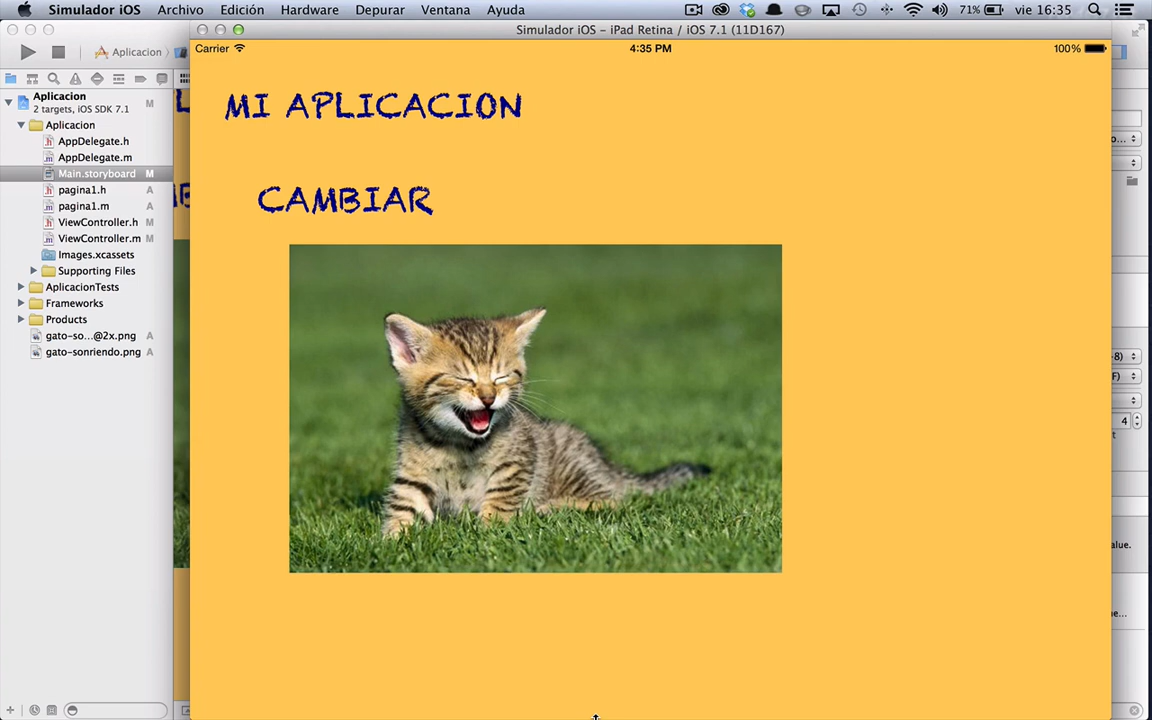 Simulador iOS Archivo Edición Hardware Depurar Ventana Ayuda 71% vie 16:35
Simulador iOS – iPad Retina / iOS 7.1 (11D167)
Aplicacion
Carrier 4:35 PM 100%
Aplicacion M
2 targets, iOS SDK 7.1
MI APLICACION
Aplicacion
AppDelegate.h
AppDelegate.m
Main.storyboard M
pagina1.h A
CAMBIAR
pagina1.m A
ViewController.h M
ViewController.m M
Images.xcassets
Supporting Files
AplicacionTests
Frameworks
Products
gato-so...@2x.png A
gato-sonriendo.png A
4